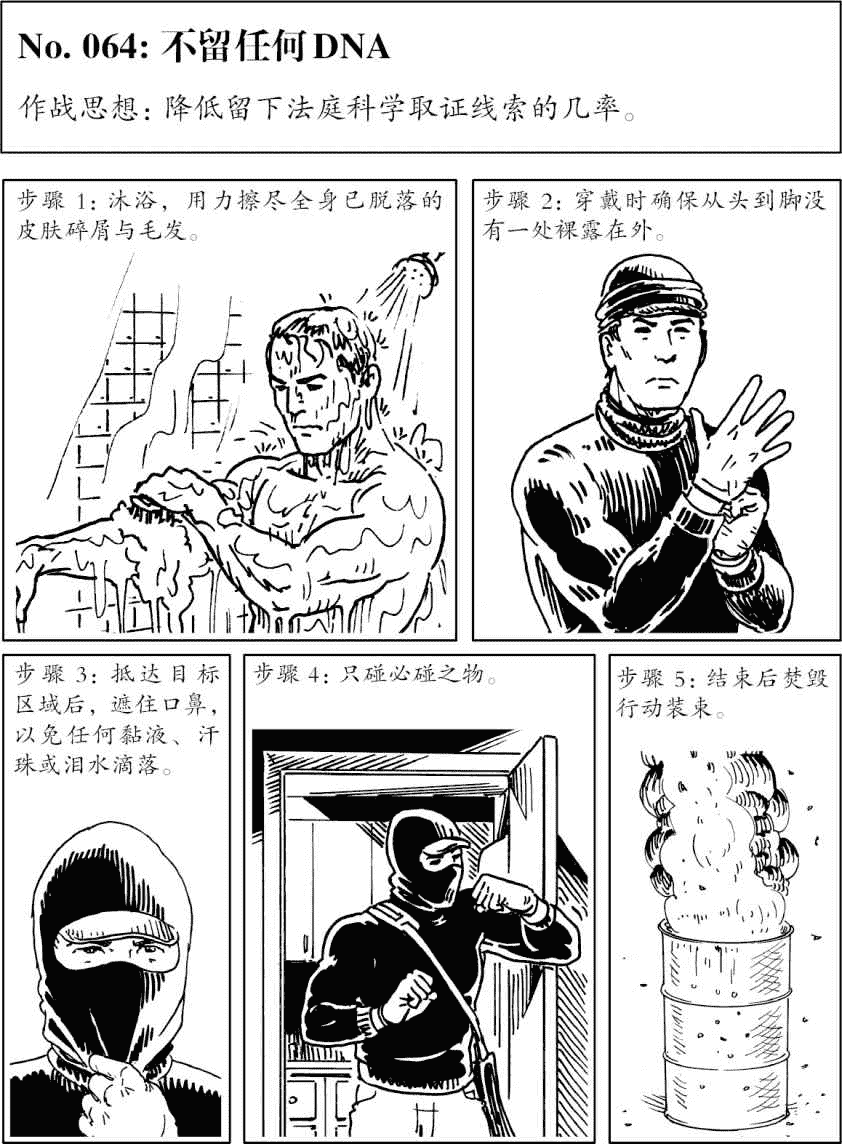 No. 064: 不留任何DNA
作战思想：降低留下法庭科学取证线索的几率。
步骤 1：沐浴，用力擦尽全身已脱落的
皮肤碎屑与毛发。
步骤 2：穿戴时确保从头到脚没
有一处裸露在外。
步骤 3：抵达目标
区域后，遮住口鼻，
以免任何黏液、汗
珠或泪水滴落。
步骤 4：只碰必碰之物。
步骤 5：结束后焚毁
行动装束。